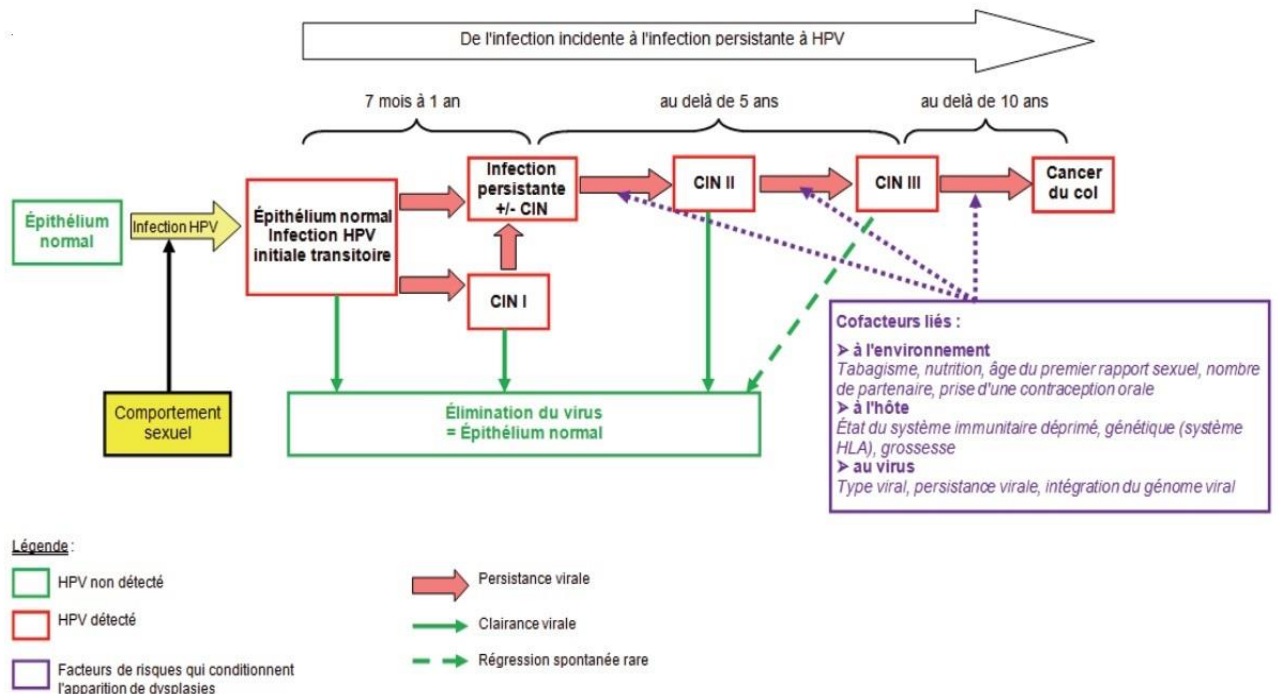 De l'infection incidente à l'infection persistante à HPV
7 mois à 1 an
au delà de 5 ans
au delà de 10 ans
Épithélium
normal
Infection HPV
Épithélium normal
Infection HPV
initiale transitoire
Infection
persistante
+/- CIN
CIN I
CIN II
CIN III
Cancer
du col
Comportement
sexuel
Élimination du virus
= Épithélium normal
Cofacteurs liés :
➤ à l'environnement
Tabagisme, nutrition, âge du premier rapport sexuel, nombre
de partenaire, prise d'une contraception orale
➤ à l'hôte
État du système immunitaire déprimé, génétique (système
HLA), grossesse
➤ au virus
Type viral, persistance virale, intégration du génome viral
Légende :
HPV non détecté
HPV détecté
Facteurs de risques qui conditionnent
l'apparition de dysplasies
Persistance virale
Clairance virale
Régression spontanée rare